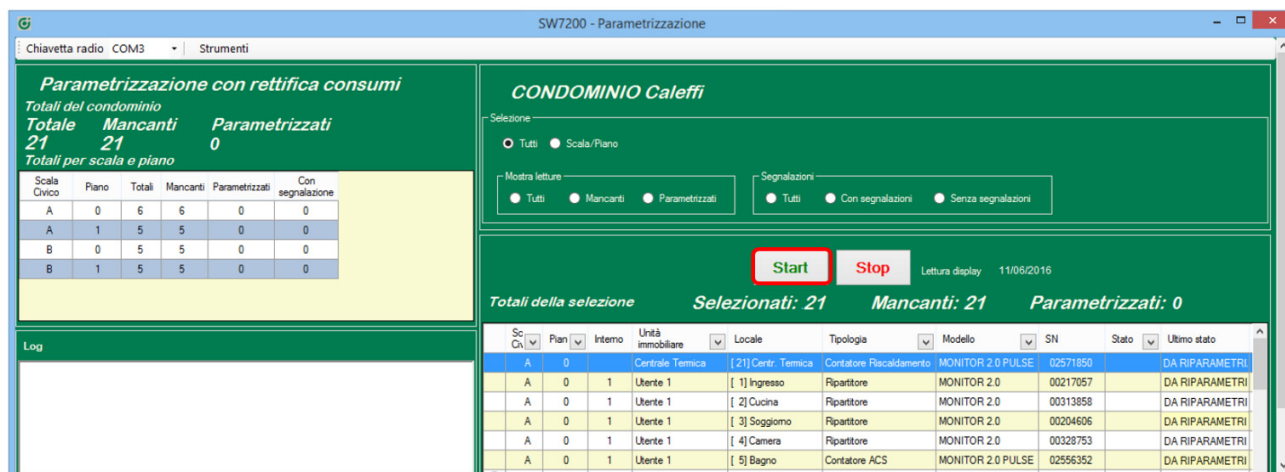 SW7200 - Parametrizzazione
Chiavetta radio COM3 Strumenti
Parametrizzazione con rettifica consumi
Totali del condominio
Totale Mancanti Parametrizzati
21 21 0
Totali per scala e piano
Scala Civico Piano Totali Mancanti Parametrizzati Con segnalazione
A 0 6 6 0 0
A 1 5 5 0 0
B 0 5 5 0 0
B 1 5 5 0 0
Log
CONDOMINIO Caleffi
Selezione
Tutti Scala/Piano
Mostra letture
Tutti Mancanti Parametrizzati
Segnalazioni
Tutti Con segnalazioni Senza segnalazioni
Start Stop Lettura display 11/06/2016
Totali della selezione Selezionati: 21 Mancanti: 21 Parametrizzati: 0
Sc Civ Pian Interno Unità immobiliare Locale Tipologia Modello SN Stato Ultimo stato
A 0 Centrale Termica [ 21] Centr. Termica Contatore Riscaldamento MONITOR 2.0 PULSE 02571850 DA RIPARAMETRI
A 0 1 Utente 1 [ 1] Ingresso Ripartitore MONITOR 2.0 00217057 DA RIPARAMETRI
A 0 1 Utente 1 [ 2] Cucina Ripartitore MONITOR 2.0 00313858 DA RIPARAMETRI
A 0 1 Utente 1 [ 3] Soggiorno Ripartitore MONITOR 2.0 00204606 DA RIPARAMETRI
A 0 1 Utente 1 [ 4] Camera Ripartitore MONITOR 2.0 00328753 DA RIPARAMETRI
A 0 1 Utente 1 [ 5] Bagno Contatore ACS MONITOR 2.0 PULSE 02556352 DA RIPARAMETRI